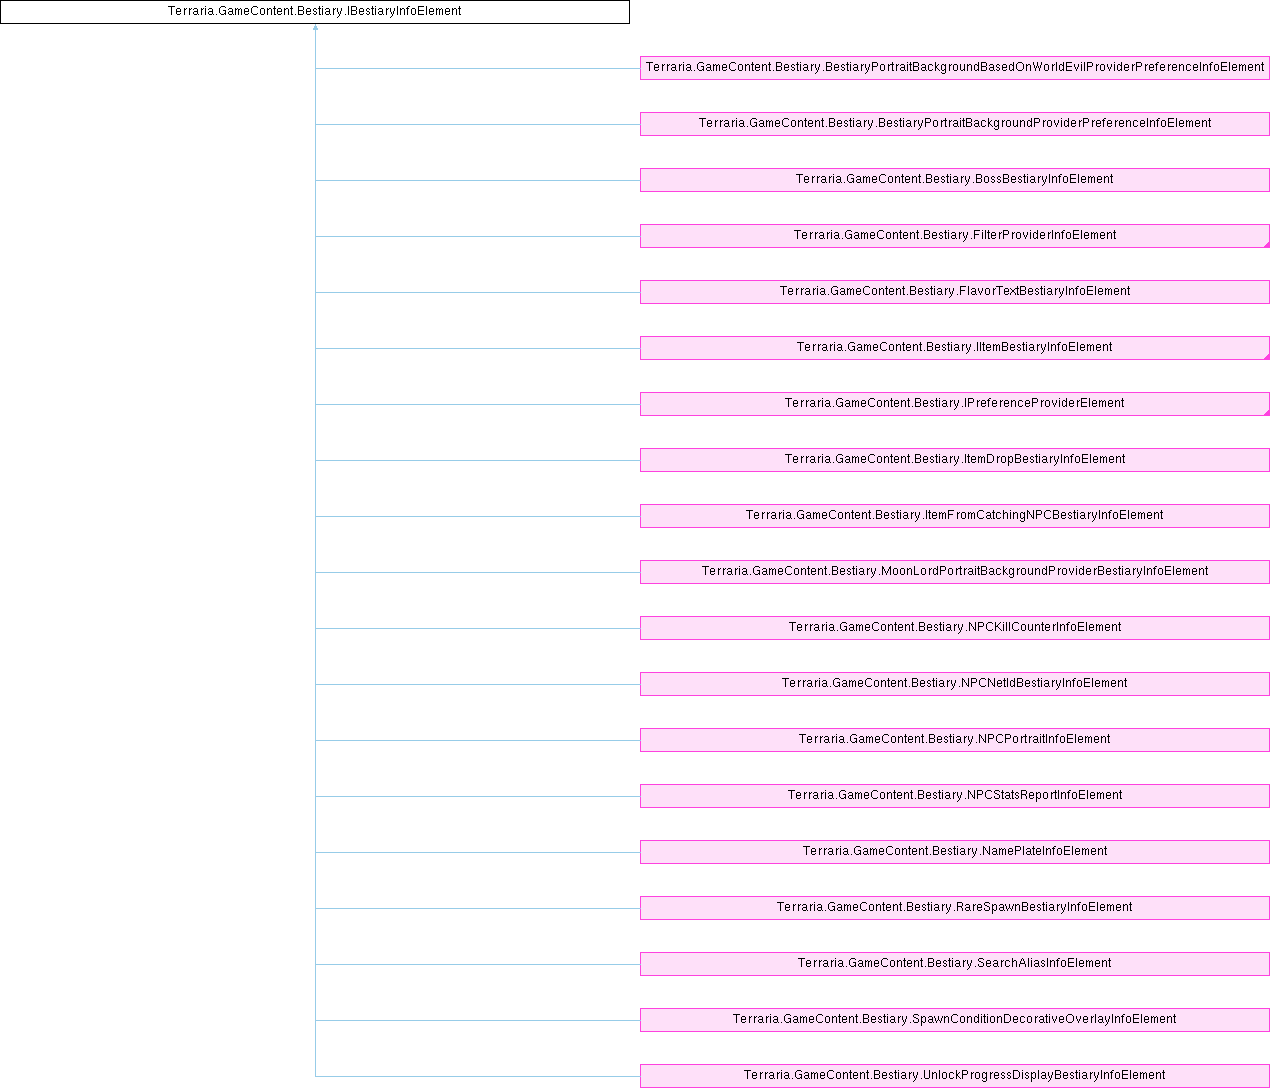 Terraria.GameContent.Bestiary.IBestiaryInfoElement
Terraria.GameContent.Bestiary.BestiaryPortraitBackgroundBasedOnWorldEvilProviderPreferenceInfoElement
Terraria.GameContent.Bestiary.BestiaryPortraitBackgroundProviderPreferenceInfoElement
Terraria.GameContent.Bestiary.BossBestiaryInfoElement
Terraria.GameContent.Bestiary.FilterProviderInfoElement
Terraria.GameContent.Bestiary.FlavorTextBestiaryInfoElement
Terraria.GameContent.Bestiary.IItemBestiaryInfoElement
Terraria.GameContent.Bestiary.IPreferenceProviderElement
Terraria.GameContent.Bestiary.ItemDropBestiaryInfoElement
Terraria.GameContent.Bestiary.ItemFromCatchingNPCBestiaryInfoElement
Terraria.GameContent.Bestiary.MoonLordPortraitBackgroundProviderBestiaryInfoElement
Terraria.GameContent.Bestiary.NPCKillCounterInfoElement
Terraria.GameContent.Bestiary.NPCNetIdBestiaryInfoElement
Terraria.GameContent.Bestiary.NPCPortraitInfoElement
Terraria.GameContent.Bestiary.NPCStatsReportInfoElement
Terraria.GameContent.Bestiary.NamePlateInfoElement
Terraria.GameContent.Bestiary.RareSpawnBestiaryInfoElement
Terraria.GameContent.Bestiary.SearchAliasInfoElement
Terraria.GameContent.Bestiary.SpawnConditionDecorativeOverlayInfoElement
Terraria.GameContent.Bestiary.UnlockProgressDisplayBestiaryInfoElement